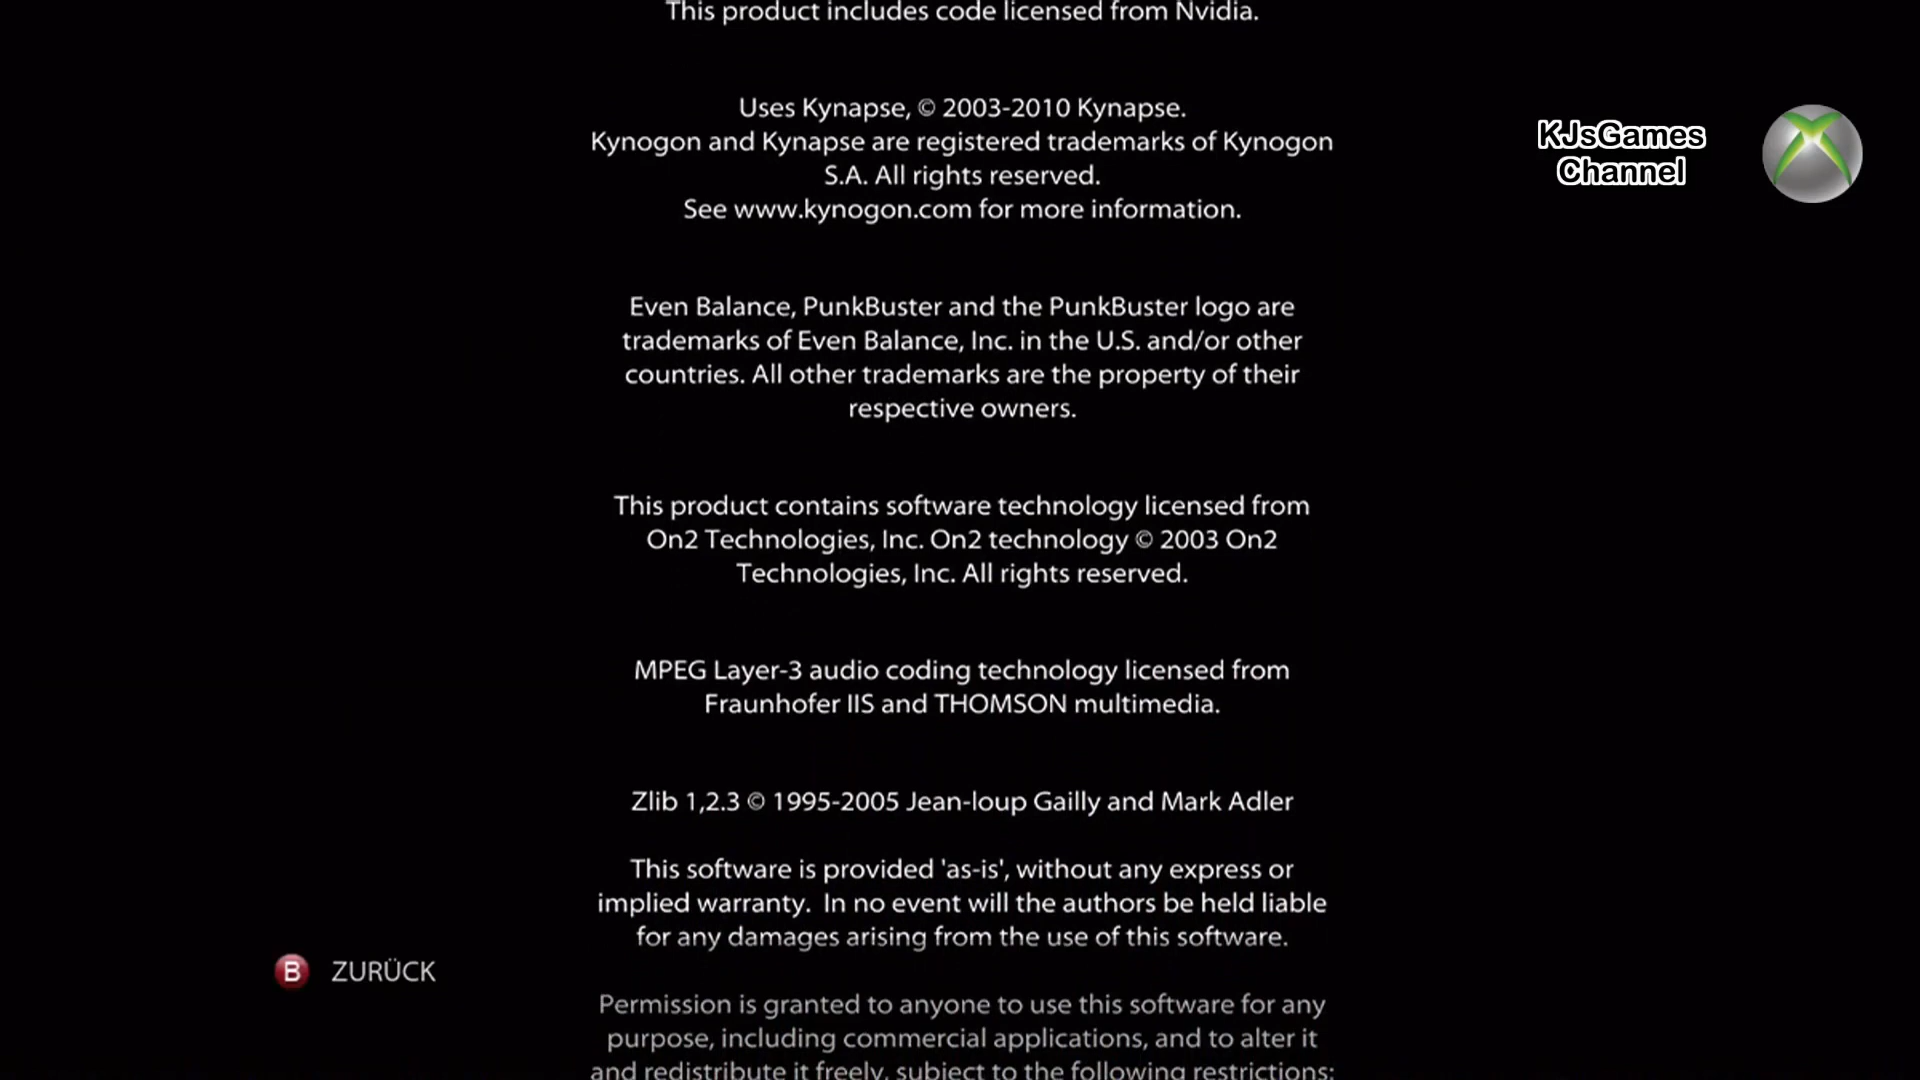 This product includes code licensed from Nvidia.
Uses Kynapse, © 2003-2010 Kynapse.
Kynogon and Kynapse are registered trademarks of Kynogon
S.A. All rights reserved.
See www.kynogon.com for more information.
KJsGames
Channel
Even Balance, PunkBuster and the PunkBuster logo are
trademarks of Even Balance, Inc. in the U.S. and/or other
countries. All other trademarks are the property of their
respective owners.
This product contains software technology licensed from
On2 Technologies, Inc. On2 technology © 2003 On2
Technologies, Inc. All rights reserved.
MPEG Layer-3 audio coding technology licensed from
Fraunhofer IIS and THOMSON multimedia.
Zlib 1,2.3 © 1995-2005 Jean-loup Gailly and Mark Adler
This software is provided 'as-is', without any express or
implied warranty.  In no event will the authors be held liable
for any damages arising from the use of this software.
B ZURÜCK
Permission is granted to anyone to use this software for any
purpose, including commercial applications, and to alter it
and redistribute it freely, subject to the following restrictions: